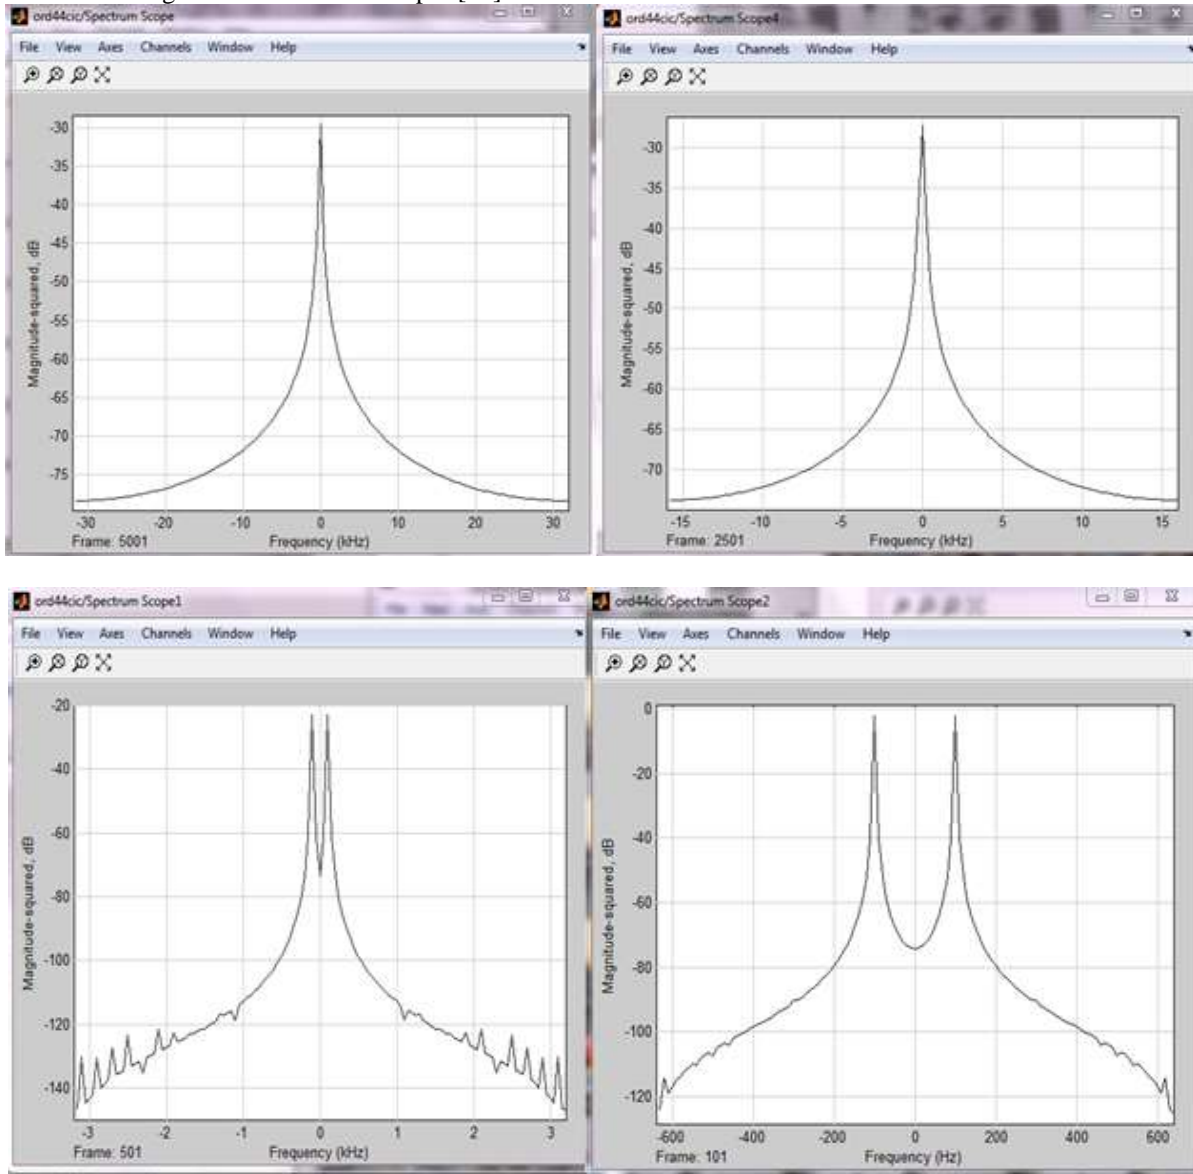 ord44cic/Spectrum Scope
File View Axes Channels Window Help
-30
-35
-40
-45
-50
-55
-60
-65
-70
-75
Magnitude-squared, dB
-30 -20 -10 0 10 20 30
Frame: 5001 Frequency (kHz)
ord44cic/Spectrum Scope4
File View Axes Channels Window Help
-30
-35
-40
-45
-50
-55
-60
-65
-70
Magnitude-squared, dB
-15 -10 -5 0 5 10 15
Frame: 2501 Frequency (kHz)
ord44cic/Spectrum Scope1
File View Axes Channels Window Help
-20
-40
-60
-80
-100
-120
-140
Magnitude-squared, dB
-3 -2 -1 0 1 2 3
Frame: 501 Frequency (kHz)
ord44cic/Spectrum Scope2
File View Axes Channels Window Help
0
-20
-40
-60
-80
-100
-120
Magnitude-squared, dB
-600 -400 -200 0 200 400 600
Frame: 101 Frequency (Hz)